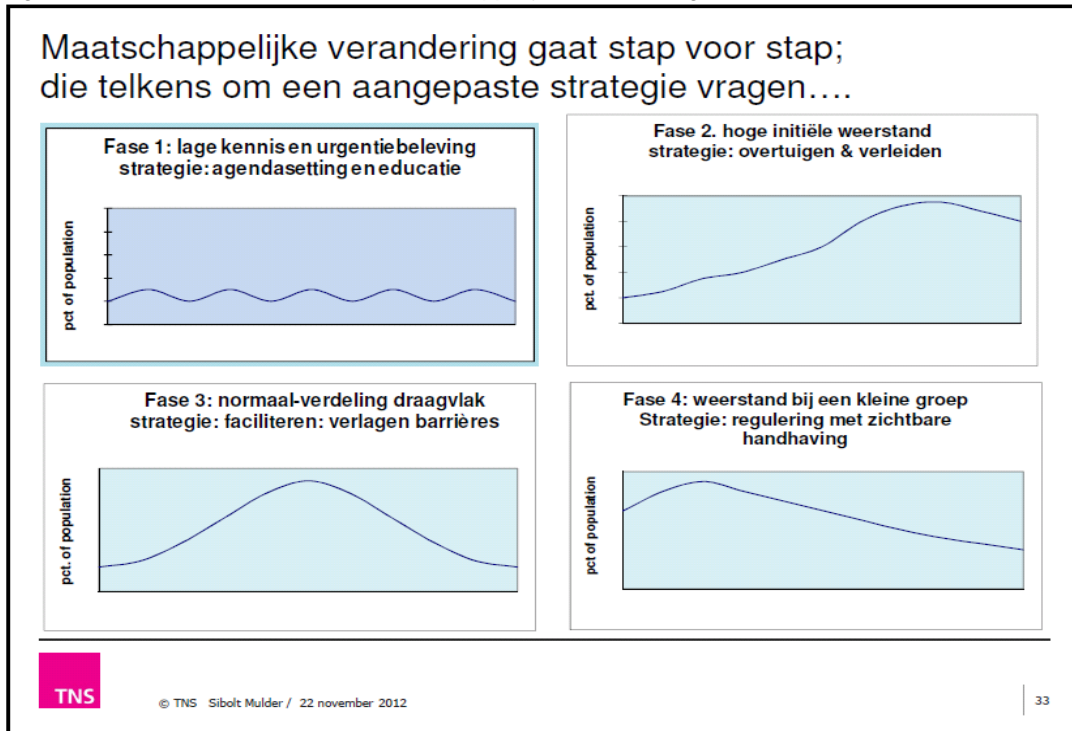 Maatschappelijke verandering gaat stap voor stap;
die telkens om een aangepaste strategie vragen….
Fase 1: lage kennis en urgentiebeleving
strategie: agendasetting en educatie
pct of population
Fase 2. hoge initiële weerstand
strategie: overtuigen & verleiden
pct. of population
Fase 3: normaal-verdeling draagvlak
strategie: faciliteren: verlagen barrières
pct. of population
Fase 4: weerstand bij een kleine groep
Strategie: regulering met zichtbare
handhaving
pct of population
TNS
© TNS Sibolt Mulder / 22 november 2012
33